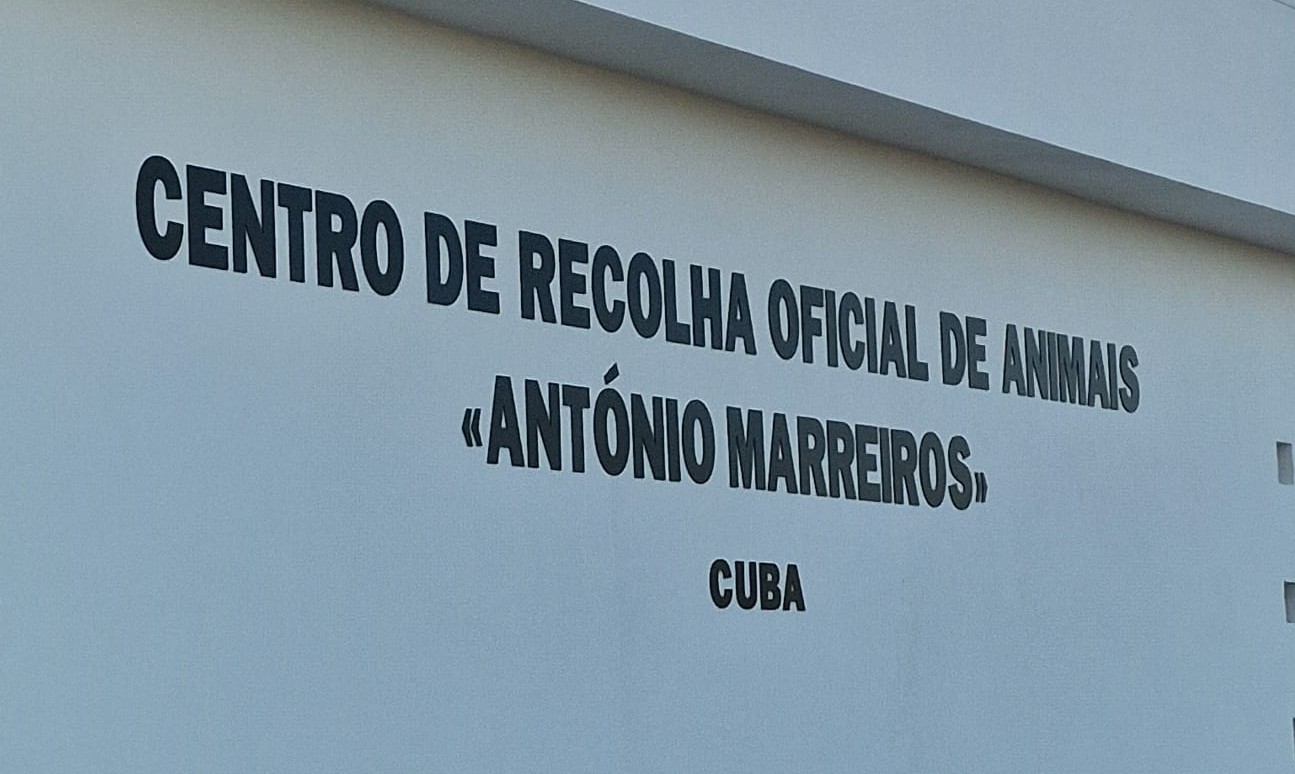 CENTRO DE RECOLHA OFICIAL DE ANIMAIS
«ANTÓNIO MARREIROS»
CUBA